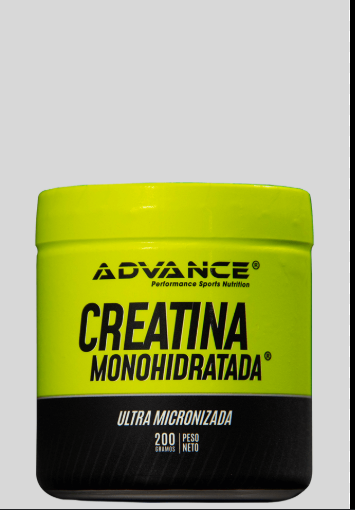 ADVANCE®
Performance Sports Nutrition
CREATINA
MONOHIDRATADA®
ULTRA MICRONIZADA
200 GRAMOS | PESO NETO